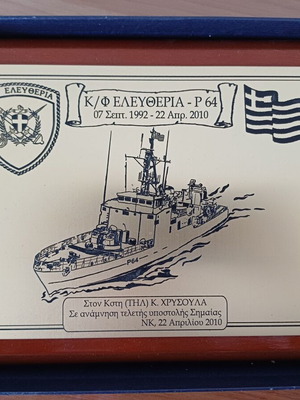 ΕΛΕΥΘΕΡΙΑ
Κ/Φ ΕΛΕΥΘΕΡΙΑ - P 64
07 Σεπτ. 1992 - 22 Απρ. 2010
P64
Στον Κστη (ΤΗΛ) Κ. ΧΡΥΣΟΥΛΑ
Σε ανάμνηση τελετής υποστολής Σημαίας
ΝΚ, 22 Απριλίου 2010